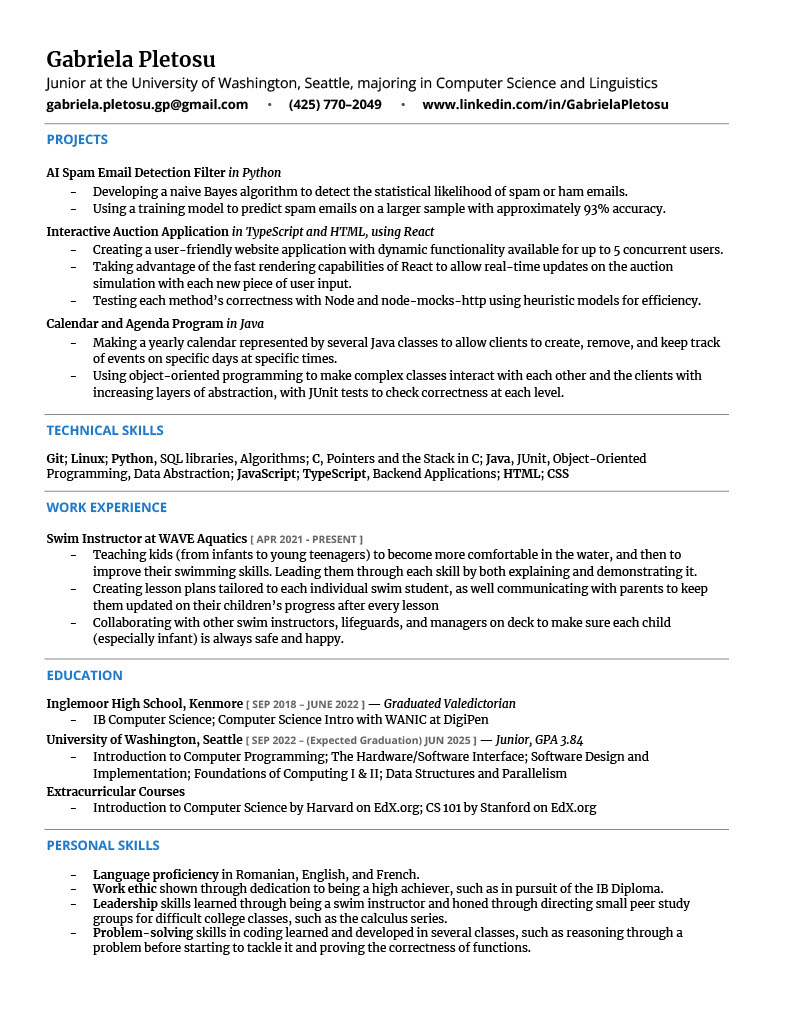 Gabriela Pletosu
Junior at the University of Washington, Seattle, majoring in Computer Science and Linguistics
gabriela.pletosu.gp@gmail.com • (425) 770–2049 • www.linkedin.com/in/GabrielaPletosu
PROJECTS
AI Spam Email Detection Filter in Python
- Developing a naive Bayes algorithm to detect the statistical likelihood of spam or ham emails.
- Using a training model to predict spam emails on a larger sample with approximately 93% accuracy.
Interactive Auction Application in TypeScript and HTML, using React
- Creating a user-friendly website application with dynamic functionality available for up to 5 concurrent users.
- Taking advantage of the fast rendering capabilities of React to allow real-time updates on the auction
simulation with each new piece of user input.
- Testing each method’s correctness with Node and node-mocks-http using heuristic models for efficiency.
Calendar and Agenda Program in Java
- Making a yearly calendar represented by several Java classes to allow clients to create, remove, and keep track
of events on specific days at specific times.
- Using object-oriented programming to make complex classes interact with each other and the clients with
increasing layers of abstraction, with JUnit tests to check correctness at each level.
TECHNICAL SKILLS
Git; Linux; Python, SQL libraries, Algorithms; C, Pointers and the Stack in C; Java, JUnit, Object-Oriented
Programming, Data Abstraction; JavaScript; TypeScript, Backend Applications; HTML; CSS
WORK EXPERIENCE
Swim Instructor at WAVE Aquatics [ APR 2021 - PRESENT ]
- Teaching kids (from infants to young teenagers) to become more comfortable in the water, and then to
improve their swimming skills. Leading them through each skill by both explaining and demonstrating it.
- Creating lesson plans tailored to each individual swim student, as well communicating with parents to keep
them updated on their children’s progress after every lesson
- Collaborating with other swim instructors, lifeguards, and managers on deck to make sure each child
(especially infant) is always safe and happy.
EDUCATION
Inglemoor High School, Kenmore [ SEP 2018 – JUNE 2022 ] — Graduated Valedictorian
- IB Computer Science; Computer Science Intro with WANIC at DigiPen
University of Washington, Seattle [ SEP 2022 – (Expected Graduation) JUN 2025 ] — Junior, GPA 3.84
- Introduction to Computer Programming; The Hardware/Software Interface; Software Design and
Implementation; Foundations of Computing I & II; Data Structures and Parallelism
Extracurricular Courses
- Introduction to Computer Science by Harvard on EdX.org; CS 101 by Stanford on EdX.org
PERSONAL SKILLS
- Language proficiency in Romanian, English, and French.
- Work ethic shown through dedication to being a high achiever, such as in pursuit of the IB Diploma.
- Leadership skills learned through being a swim instructor and honed through directing small peer study
groups for difficult college classes, such as the calculus series.
- Problem-solving skills in coding learned and developed in several classes, such as reasoning through a
problem before starting to tackle it and proving the correctness of functions.